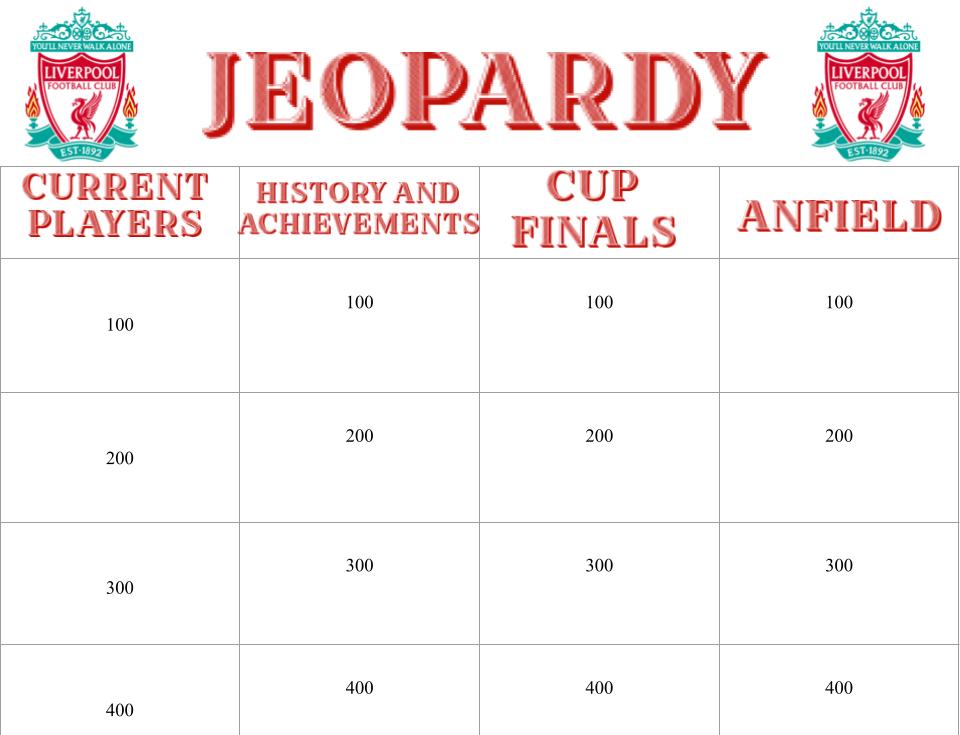 YOU'LL NEVER WALK ALONE
LIVERPOOL
FOOTBALL CLUB
EST·1892
JEOPARDY
YOU'LL NEVER WALK ALONE
LIVERPOOL
FOOTBALL CLUB
EST·1892
CURRENT
PLAYERS
HISTORY AND
ACHIEVEMENTS
CUP
FINALS
ANFIELD
100
100
100
100
200
200
200
200
300
300
300
300
400
400
400
400